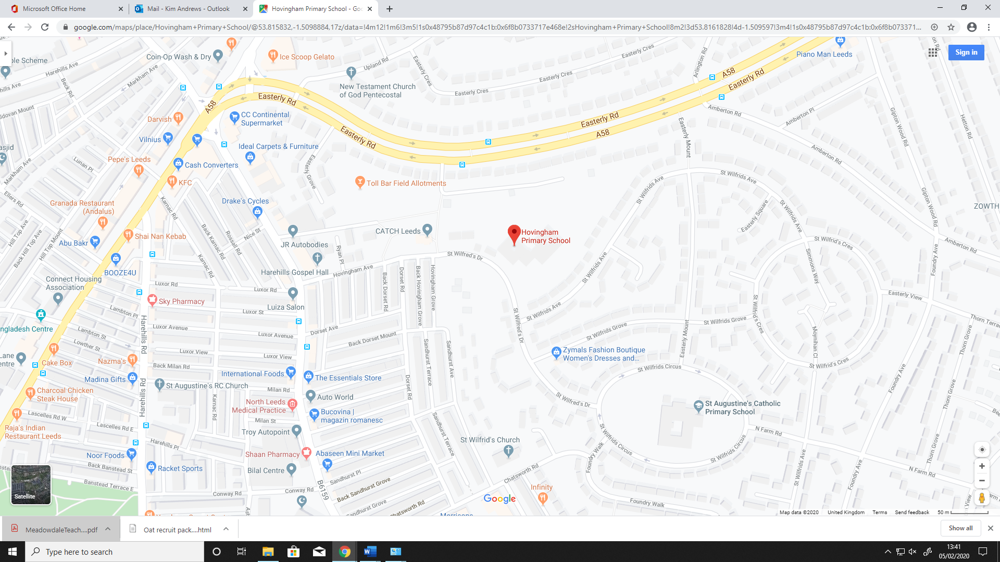 Microsoft Office Home
Mail - Kim Andrews - Outlook
Hovingham Primary School - Goo
google.com/maps/place/Hovingham+Primary+School/@53.815832,-1.5098884,17z/data=!4m12!1m6!3m5!1s0x48795b87d97c4c1b:0x6f8b0733717e468e!2sHovingham+Primary+School!8m2!3d53.8161828!4d-1.509597!3m4!1s0x48795b87d97c4c1b:0x6f8b073371...
Sign in
Coin-Op Wash & Dry
Ice Scoop Gelato
Easterly Cres
Piano Man Leeds
ole Scheme
Harehills Ave
Markham Ave
Upland Rd
Easterly Cres
Arlington Rd
A58
Easterly Rd
hills Ave
Beck Rd
New Testament Church
of God Pentecostal
Easterly Cres
Easterly Cres
aldovan Mount
A58
Easterly Rd
Easterly Rd
Amberton Rd
Amberton Pl
Gipton Wood Rd
Hetton Rd
Darvish
CC Continental
Supermarket
Easterly Rd
A58
Easterly Mount
Vilnius
Ideal Carpets & Furniture
asjid
Pepe's Leeds
Lunan Pl
Cash Converters
Easterly Grove
Amberton Rd
Markham Ave
KFC
Toll Bar Field Allotments
St Wilfrids Ave
St Wilfrids Ave
Ellers Rd
Granada Restaurant
(Andalus)
Drake's Cycles
Karnac Rd
St Wilfrids Ave
Gipton Wood Rd
ZOWTH
Hill Top Ave
Back Hill Top Ave
Hill Top Mount
Abu Bakr
Shai Nan Kebab
Back Karnac Rd
Rossall Rd
Nice St
CATCH Leeds
Hovingham
Primary School
Easterly Square
JR Autobodies
Ryan Pl
St Wilfrid's Cres
Amberton Rd
BOOZE4U
Karnac Rd
Harehills Gospel Hall
Hovingham Ave
St Wilfred's Dr
St Wilfrids Ave
Simmons Way
Foundry Ave
Connect Housing
Association
Luxor Rd
Luxor Rd
Back Dorset Rd
Dorset Rd
Back Hovingham Grove
Hovingham Grove
Sky Pharmacy
Luiza Salon
Easterly View
Lambton Pl
Luxor St
St Wilfrids Ave
St Wilfrid's Cres
ngladesh Centre
Harehills Rd
Luxor Avenue
Luxor Avenue
Dorset Ave
St Wilfred's Dr
St Wilfrids Grove
St Wilfrids Grove
Easterly Mount
Moynihan Cl
Thorn Terra
Thorn Grove
Lambton St
Lowther St
Back Dorset Mount
Luxor View
Luxor View
Lane
entre
Cake Box
Nazma's
Back Milan Rd
Sandhurst Terrace
Sandhurst Ave
Zymals Fashion Boutique
Women's Dresses and...
St Wilfrids Circus
St Wilfrid's Cres
Madina Gifts
International Foods
The Essentials Store
Dorset Rd
St Augustine's RC Church
Milan Rd
Foundry Ave
Charcoal Chicken
Steak House
Harehills Rd
Karnac Rd
Auto World
North Leeds
Medical Practice
St Wilfred's Dr
St Augustine's Catholic
Primary School
Thorn Grove
Bucovina |
magazin romanesc
Lascelles Rd W
Milan St
Raja's Indian
Restaurant Leeds
Lascelles Rd E
Troy Autopoint
Sandhurst Terrace
N Farm Rd
Harehills Pl
St Wilfrid's Church
St Wilfrids Circus
St Wilfrids Circus
Foundry Walk
Noor Foods
Shaan Pharmacy
Abaseen Mini Market
Thorn Grove
Back Banstead St
Racket Sports
Bilal Centre
Sandhurst Pl
Chatsworth Rd
St Wilfrids Ave
Foundry Ave
N Farm Rd
Banstead Terrace E
Conway Rd
Conway Rd
B6159
Back Sandhurst Grove
Infinity
Satellite
Google
Sandhurst Grove
Foundry Walk
Map data ©2020
United Kingdom
Terms
Send feedback
50 m
MeadowdaleTeach....pdf
Oat recruit pack....html
Show all
Type here to search
13:41
05/02/2020